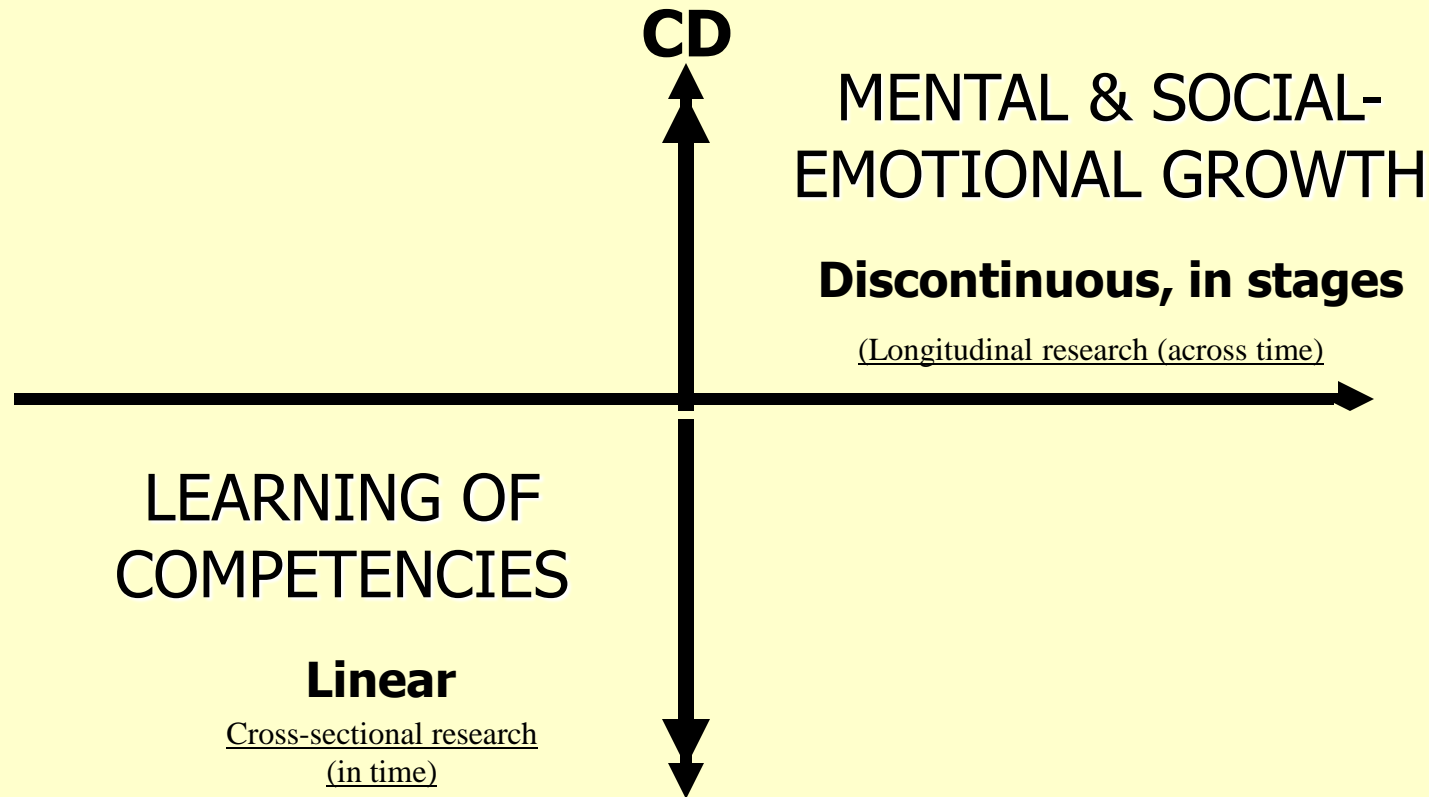 CD
MENTAL & SOCIAL-
EMOTIONAL GROWTH
Discontinuous, in stages
(Longitudinal research (across time)
LEARNING OF
COMPETENCIES
Linear
Cross-sectional research
(in time)